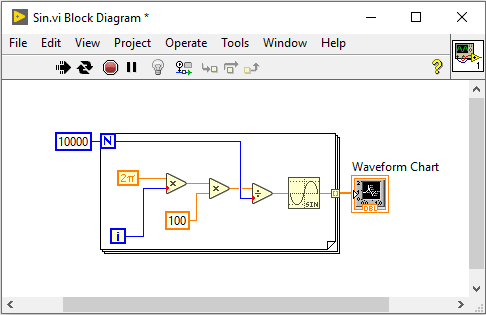 Sin.vi Block Diagram *
File Edit View Project Operate Tools Window Help
?
1
10000
N
Waveform Chart
2π
×
×
÷
SIN
DBL
100
i